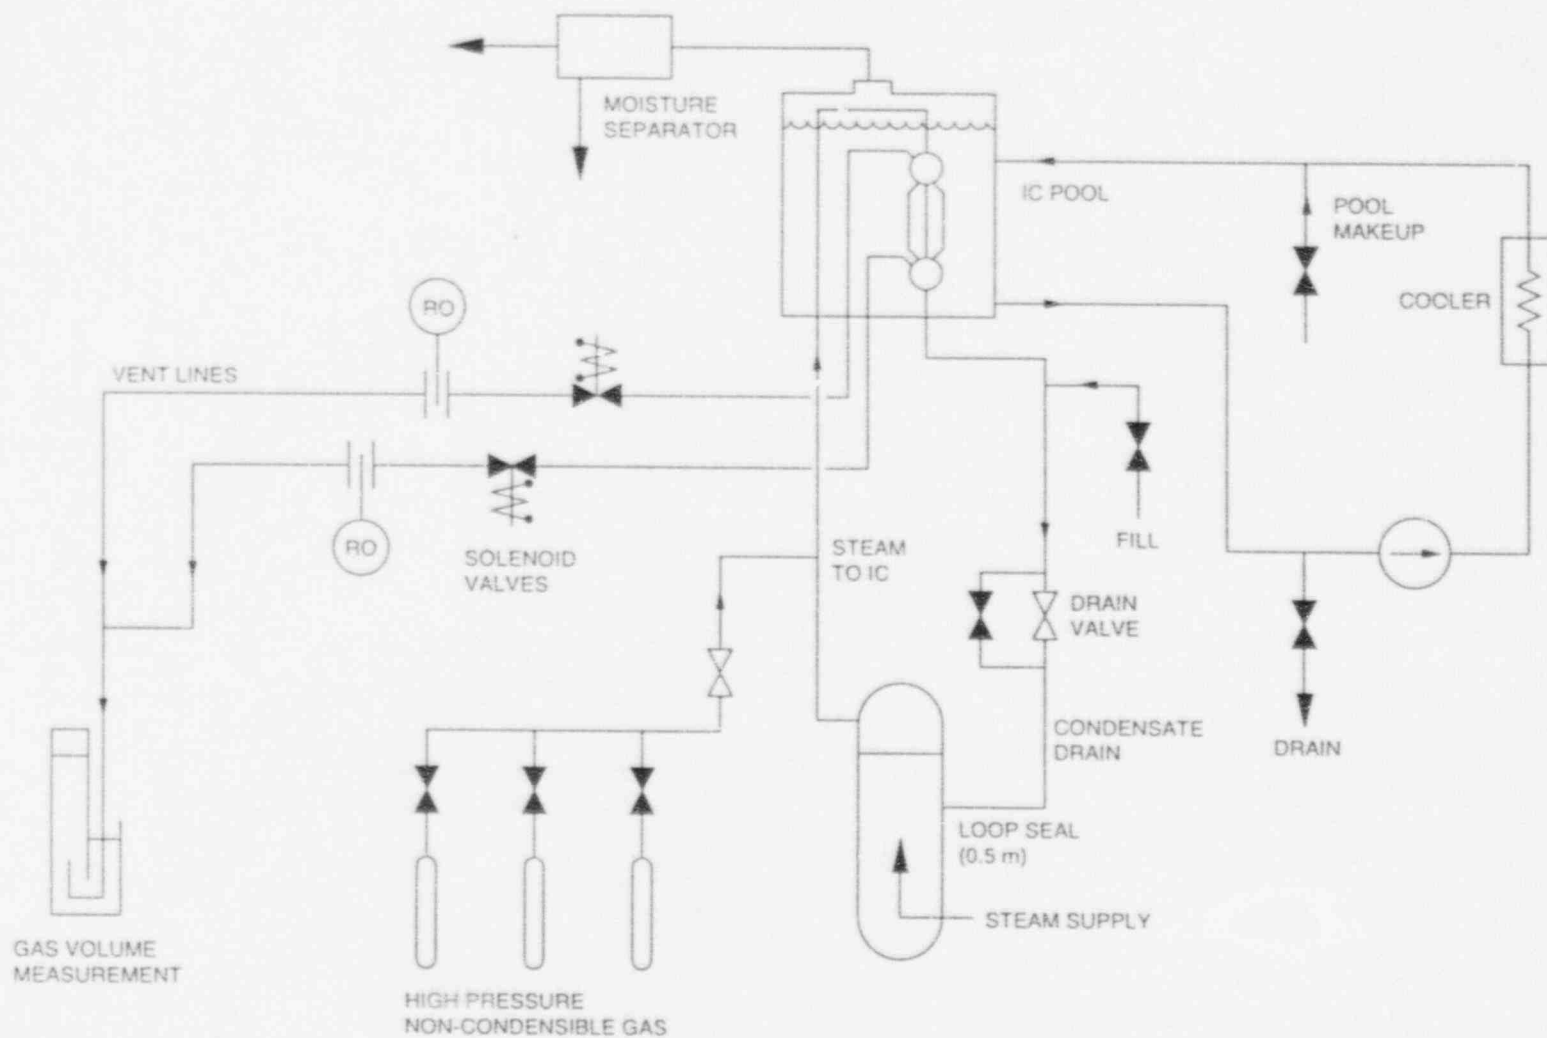 MOISTURE
SEPARATOR
IC POOL
POOL
MAKEUP
COCLER
RO
VENT LINES
RO
SOLENOID
VALVES
STEAM
TO IC
FILL
DRAIN
VALVE
CONDENSATE
DRAIN
DRAIN
LOOP SEAL
(0.5 m)
STEAM SUPPLY
GAS VOLUME
MEASUREMENT
HIGH PRESSURE
NON-CONDENSIBLE GAS